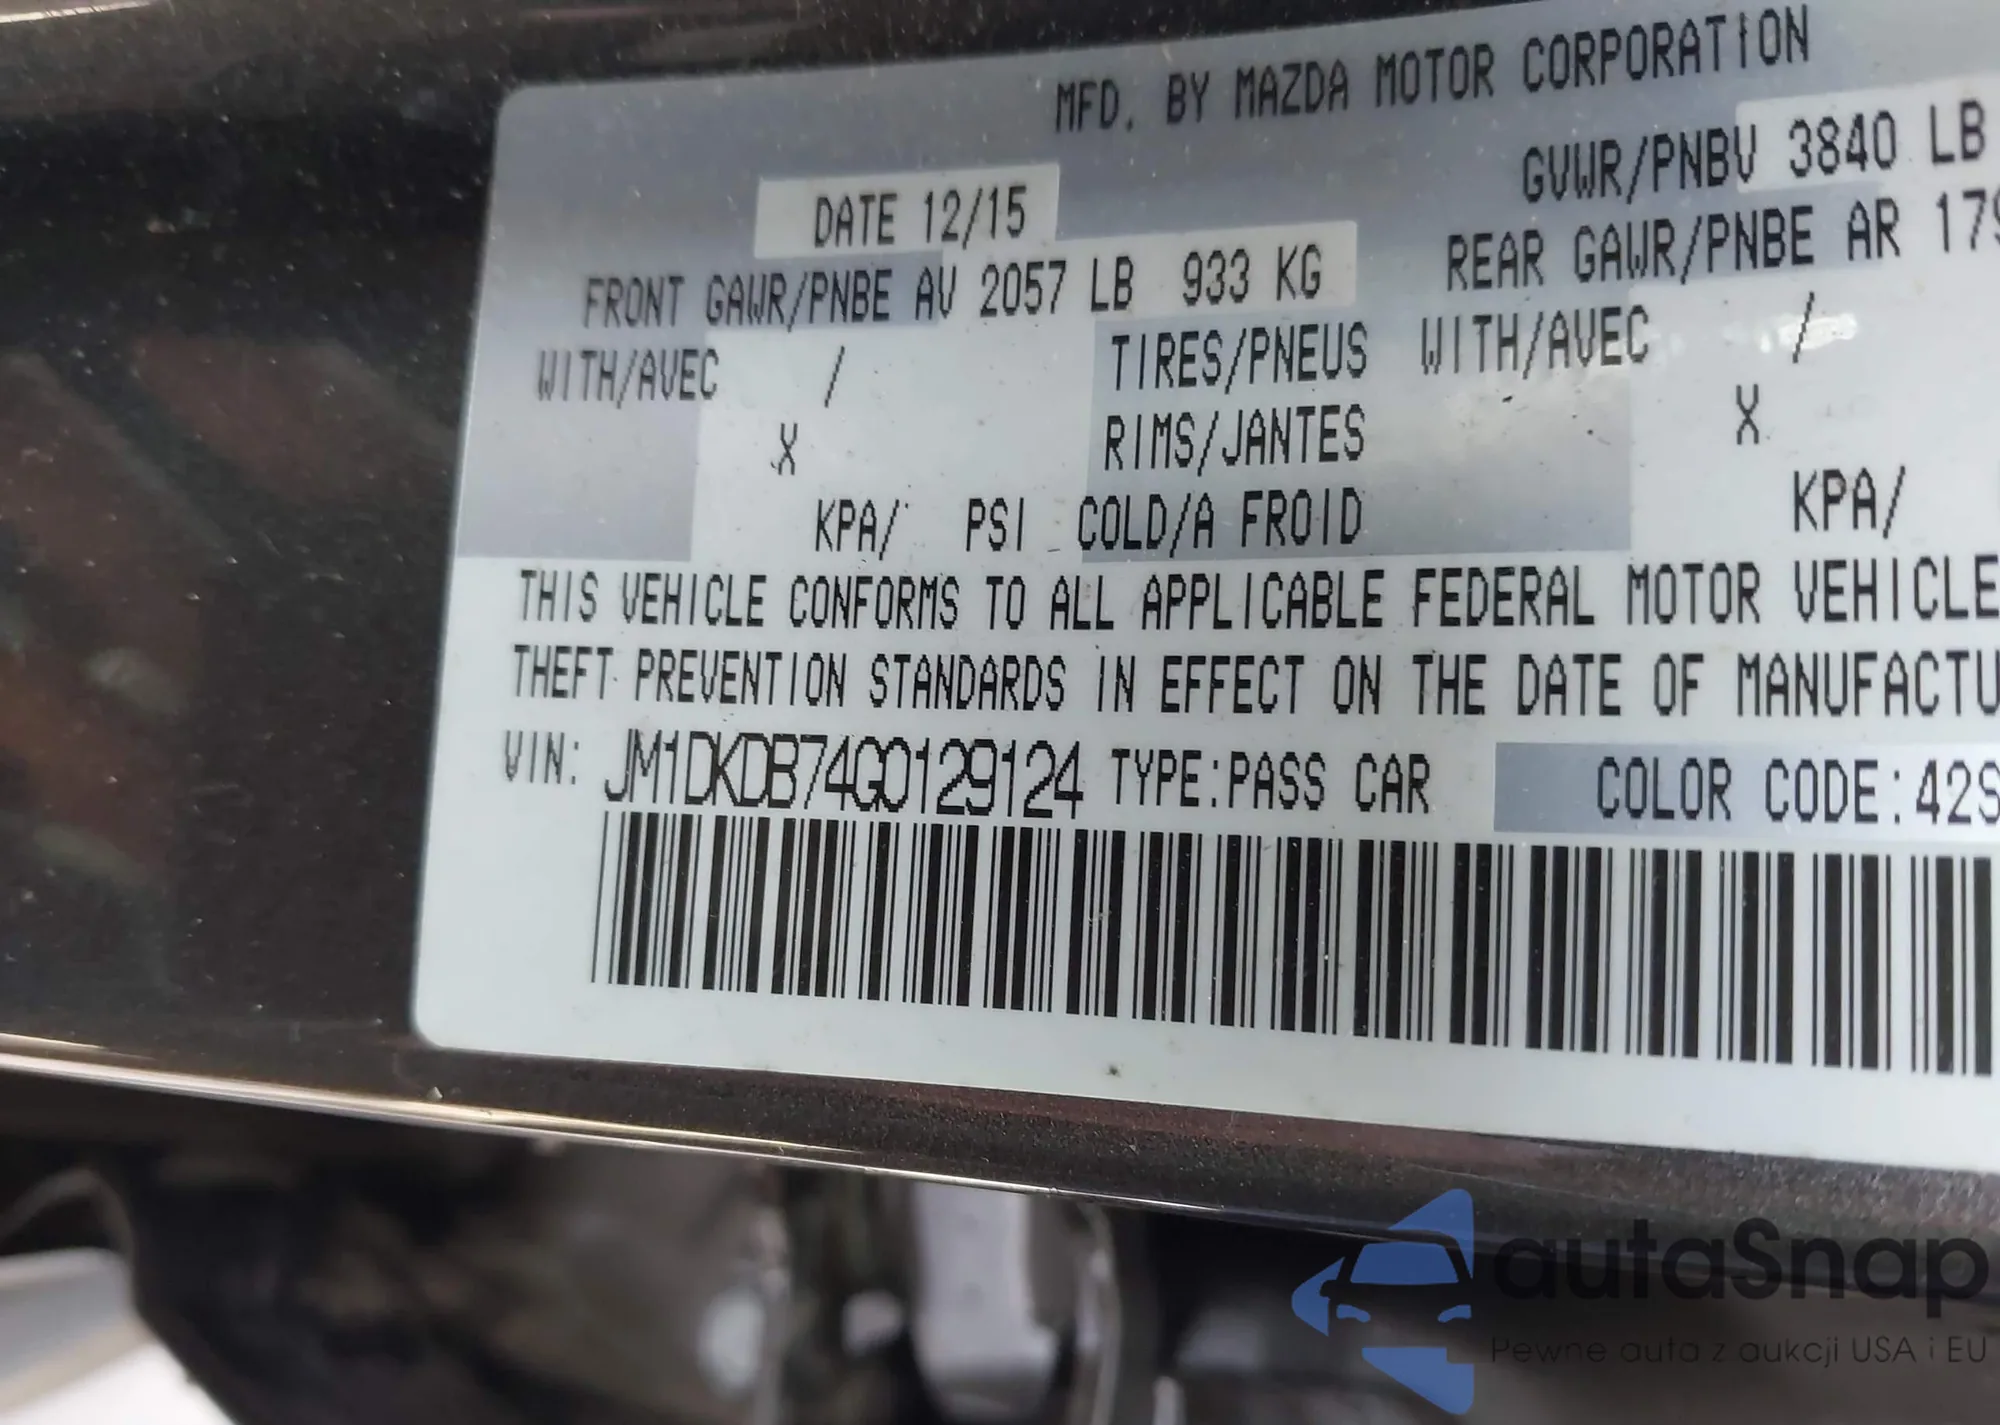 MFD. BY MAZDA MOTOR CORPORATION
DATE 12/15 GVWR/PNBV 3840 LB
FRONT GAWR/PNBE AV 2057 LB 933 KG REAR GAWR/PNBE AR 179
WITH/AVEC / TIRES/PNEUS WITH/AVEC /
X RIMS/JANTES X
KPA/ PSI COLD/A FROID KPA/
THIS VEHICLE CONFORMS TO ALL APPLICABLE FEDERAL MOTOR VEHICLE
THEFT PREVENTION STANDARDS IN EFFECT ON THE DATE OF MANUFACTU
VIN: JM1DKDB74G0129124 TYPE:PASS CAR COLOR CODE:42S
autaSnap
Pewne auta z aukcji USA i EU